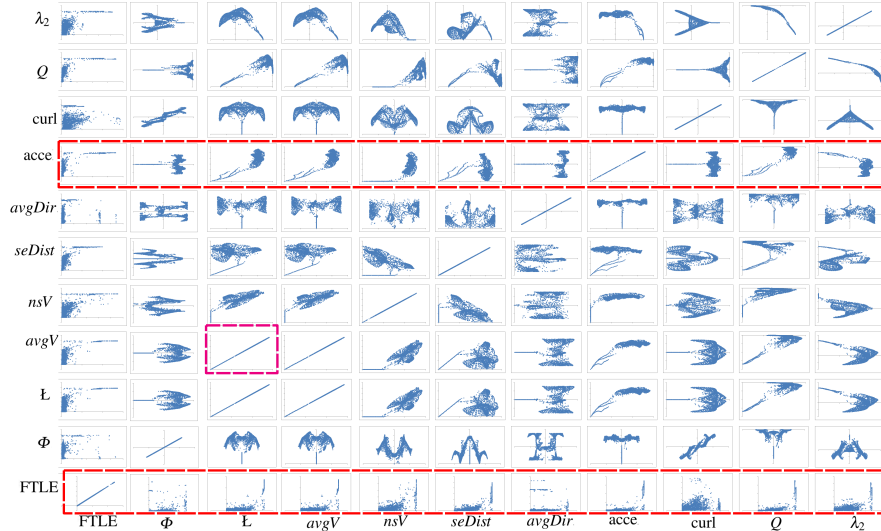 λ₂
Q
curl
acce
avgDir
seDist
nsV
avgV
Ł
Φ
FTLE
FTLE Φ Ł avgV nsV seDist avgDir acce curl Q λ₂